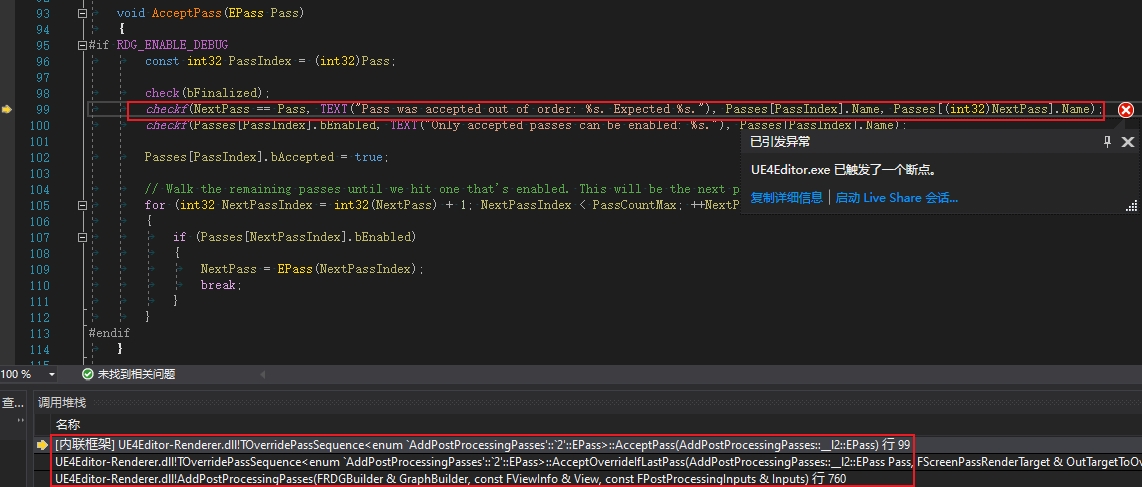 93 void AcceptPass(EPass Pass)
94 {
95 #if RDG_ENABLE_DEBUG
96 const int32 PassIndex = (int32)Pass;
97
98 check(bFinalized);
99 checkf(NextPass == Pass, TEXT("Pass was accepted out of order: %s. Expected %s."), Passes[PassIndex].Name, Passes[(int32)NextPass].Name);
100 checkf(Passes[PassIndex].bEnabled, TEXT("Only accepted passes can be enabled: %s."), Passes[PassIndex].Name);
101
102 Passes[PassIndex].bAccepted = true;
103
104 // Walk the remaining passes until we hit one that's enabled. This will be the next p
105 for (int32 NextPassIndex = int32(NextPass) + 1; NextPassIndex < PassCountMax; ++NextP
106 {
107 if (Passes[NextPassIndex].bEnabled)
108 {
109 NextPass = EPass(NextPassIndex);
110 break;
111 }
112 }
113 #endif
114 }
已引发异常
UE4Editor.exe 已触发了一个断点。
复制详细信息 | 启动 Live Share 会话...
100 % 未找到相关问题
查... 调用堆栈
名称
[内联框架] UE4Editor-Renderer.dll!TOverridePassSequence<enum `AddPostProcessingPasses'::`2'::EPass>::AcceptPass(AddPostProcessingPasses::__l2::EPass) 行 99
UE4Editor-Renderer.dll!TOverridePassSequence<enum `AddPostProcessingPasses'::`2'::EPass>::AcceptOverrideIfLastPass(AddPostProcessingPasses::__l2::EPass Pass, FScreenPassRenderTarget & OutTargetToOv
UE4Editor-Renderer.dll!AddPostProcessingPasses(FRDGBuilder & GraphBuilder, const FViewInfo & View, const FPostProcessingInputs & Inputs) 行 760